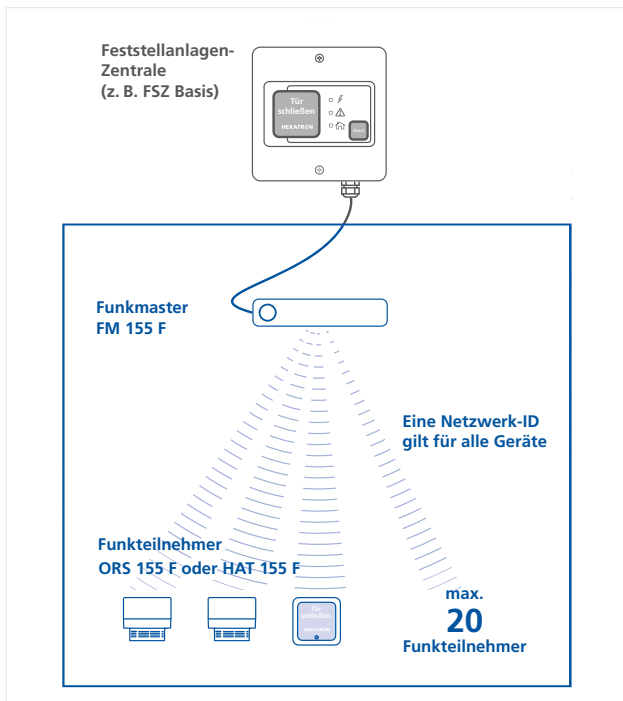 Feststellanlagen-
Zentrale
(z. B. FSZ Basis)
Tür
schließen
HEKATRON
Funkmaster
FM 155 F
Eine Netzwerk-ID
gilt für alle Geräte
Funkteilnehmer
ORS 155 F oder HAT 155 F
Tür
schließen
HEKATRON
max.
20
Funkteilnehmer